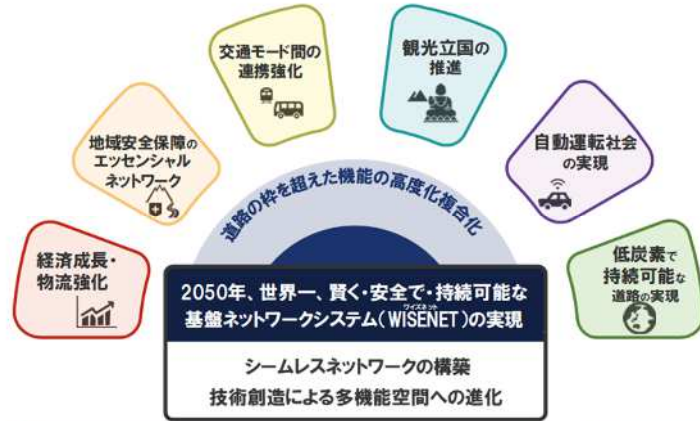 交通モード間の
連携強化
観光立国の
推進
地域安全保障の
エッセンシャル
ネットワーク
自動運転社会
の実現
経済成長・
物流強化
低炭素で
持続可能な
道路の実現
道路の枠を超えた機能の高度化複合化
2050年、世界一、賢く・安全で・持続可能な
ワイズネット
基盤ネットワークシステム(WISENET)の実現
シームレスネットワークの構築
技術創造による多機能空間への進化